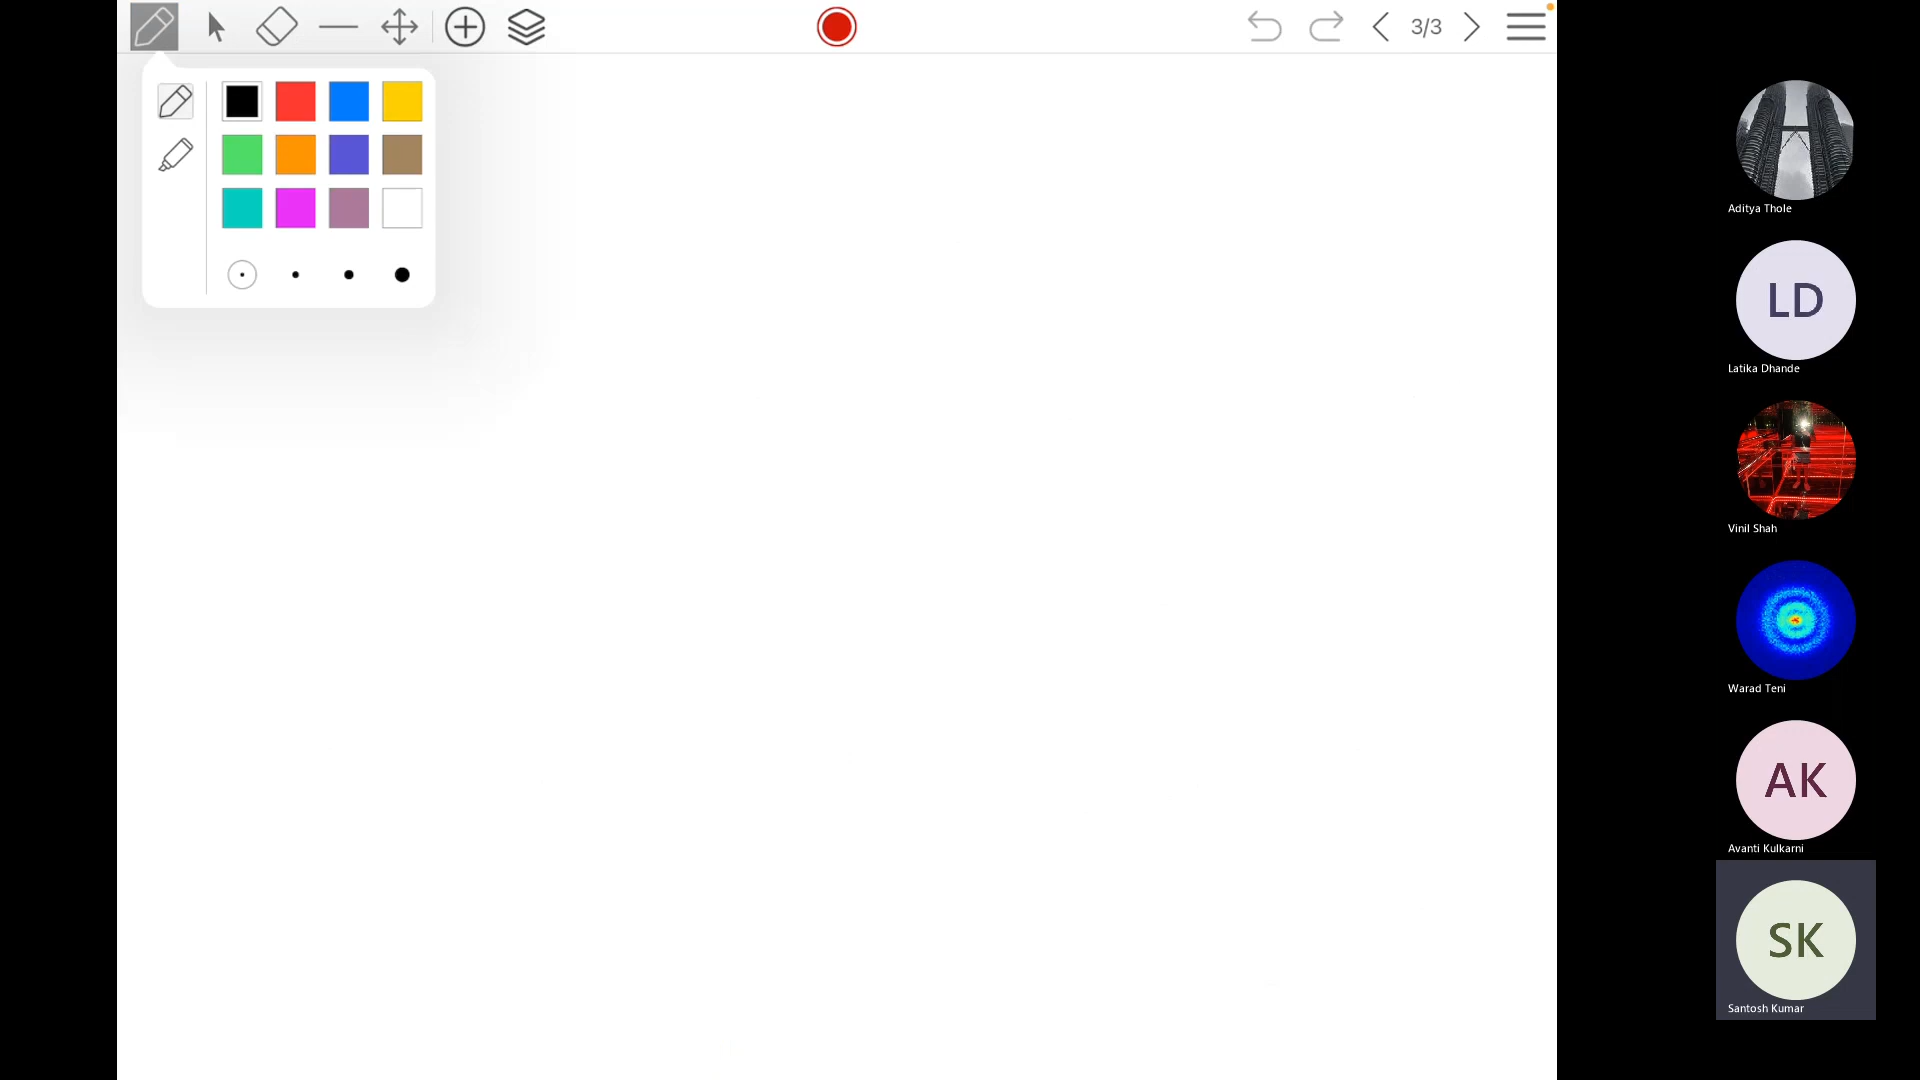 3/3
Aditya Thole
LD
Latika Dhande
Vinil Shah
Warad Teni
AK
Avanti Kulkarni
SK
Santosh Kumar